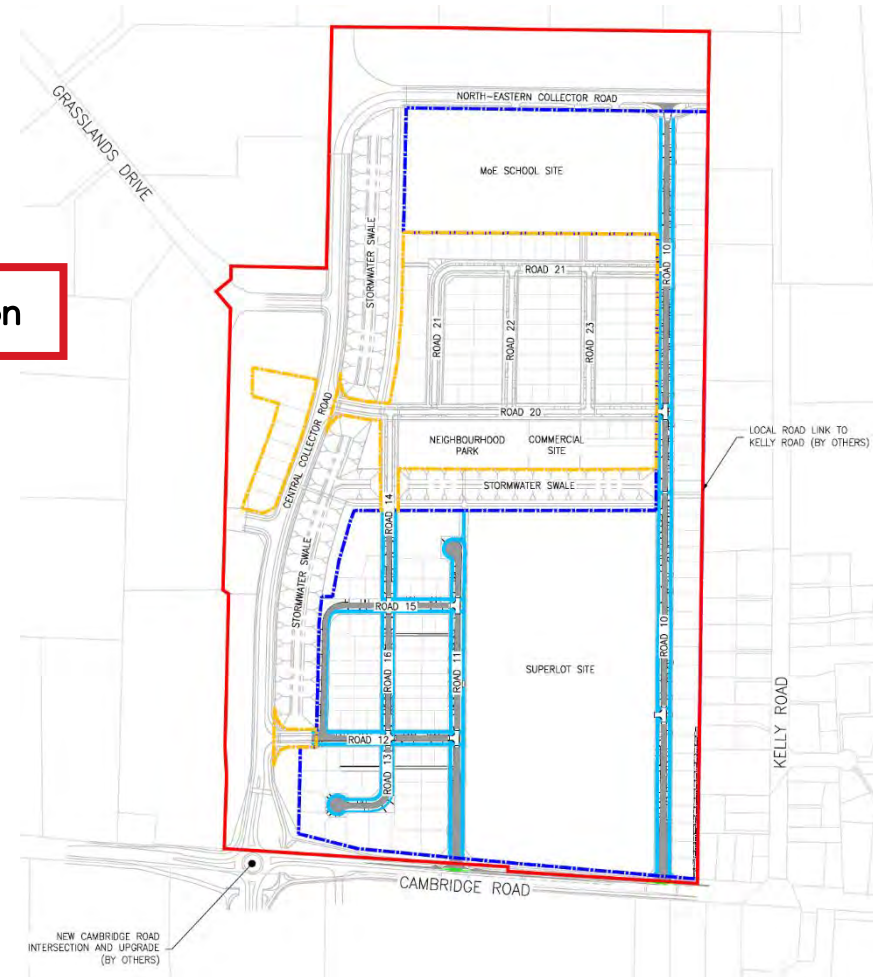 on
GRASSLANDS DRIVE
NORTH-EASTERN COLLECTOR ROAD
MoE SCHOOL SITE
STORMWATER SWALE
ROAD 10
ROAD 21
ROAD 21
ROAD 22
ROAD 23
ROAD 20
CENTRAL COLLECTOR ROAD
NEIGHBOURHOOD
PARK
COMMERCIAL
SITE
LOCAL ROAD LINK TO
KELLY ROAD (BY OTHERS)
STORMWATER SWALE
ROAD 14
STORMWATER SWALE
ROAD 15
ROAD 16
ROAD 11
ROAD 10
SUPERLOT SITE
KELLY ROAD
ROAD 12
ROAD 13
CAMBRIDGE ROAD
NEW CAMBRIDGE ROAD
INTERSECTION AND UPGRADE
(BY OTHERS)